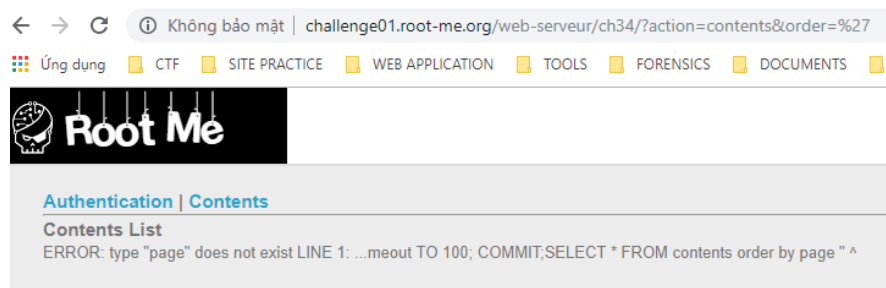 Không bảo mật | challenge01.root-me.org/web-serveur/ch34/?action=contents&order=%27
Ứng dụng CTF SITE PRACTICE WEB APPLICATION TOOLS FORENSICS DOCUMENTS
Root Me
Authentication | Contents
Contents List
ERROR: type "page" does not exist LINE 1: ...meout TO 100; COMMIT;SELECT * FROM contents order by page '' ^